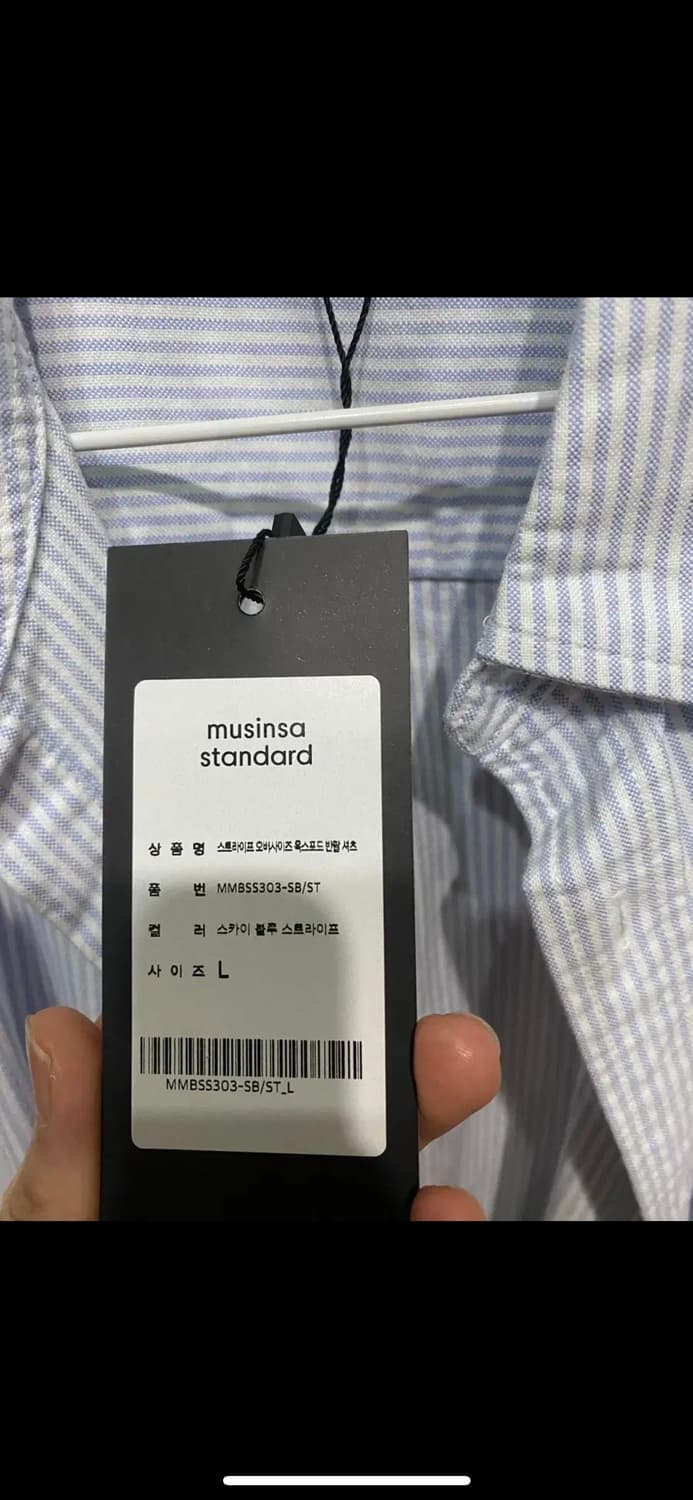 musinsa
standard
상품명 스트라이프 오버사이즈 옥스포드 반팔 셔츠
품번 MMBSS303-SB/ST
컬러 스카이 블루 스트라이프
사이즈 L
MMBSS303-SB/ST_L